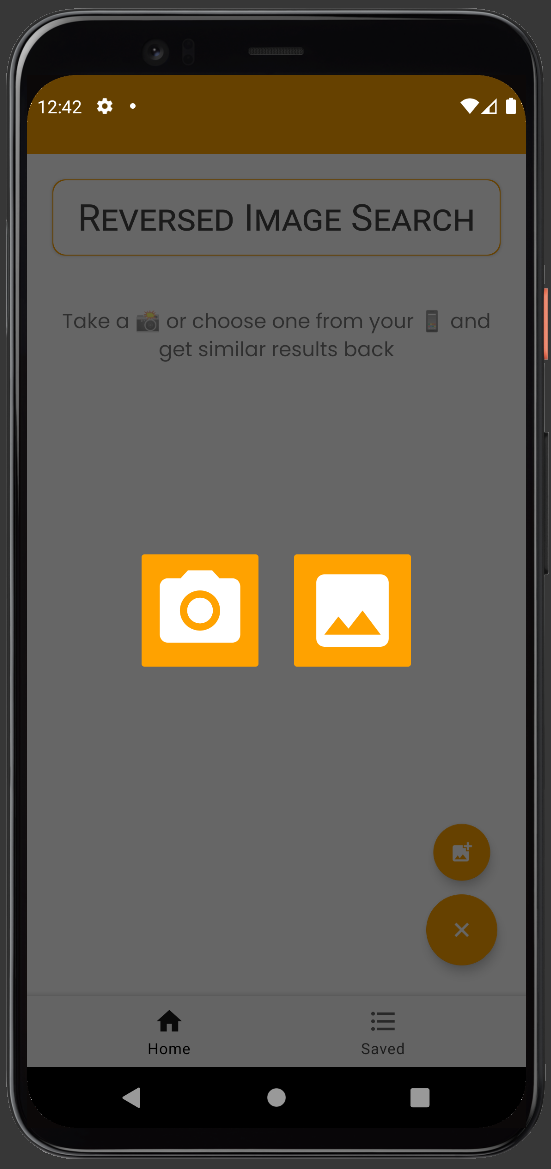 12:42
Reversed Image Search
Take a 📸 or choose one from your 📱 and
get similar results back
Home
Saved